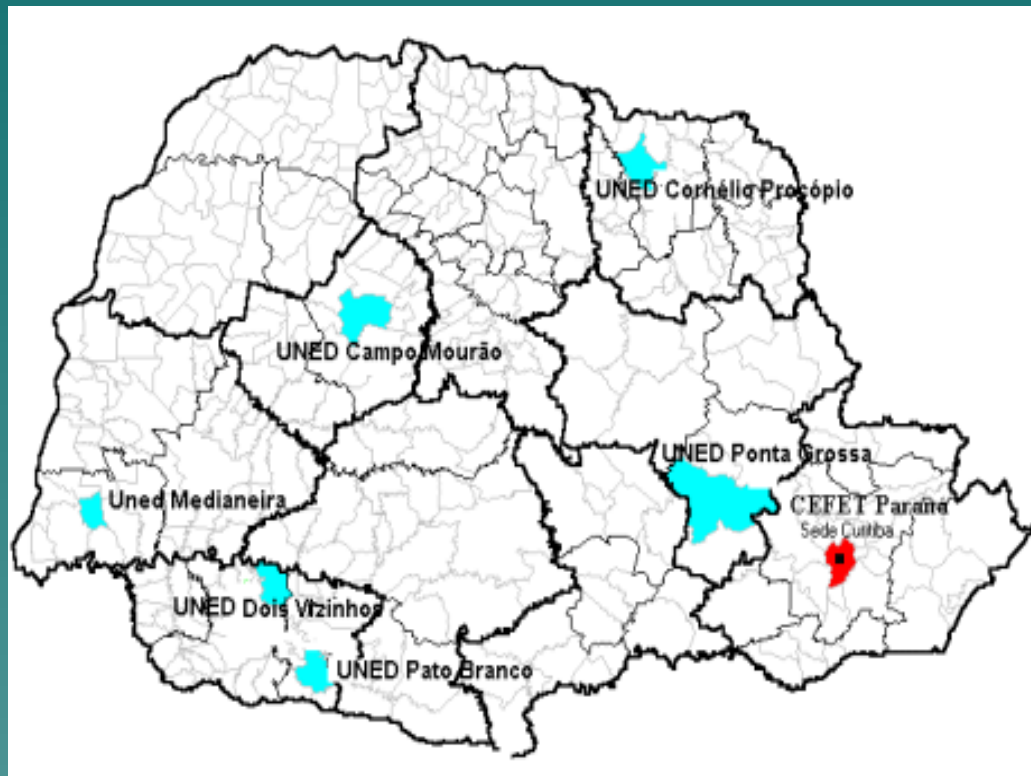 UNED Cornélio Procópio
UNED Campo Mourão
UNED Ponta Grossa
Uned Medianeira
CEFET Paraná
Sede Curitiba
UNED Dois Vizinhos
UNED Pato Branco